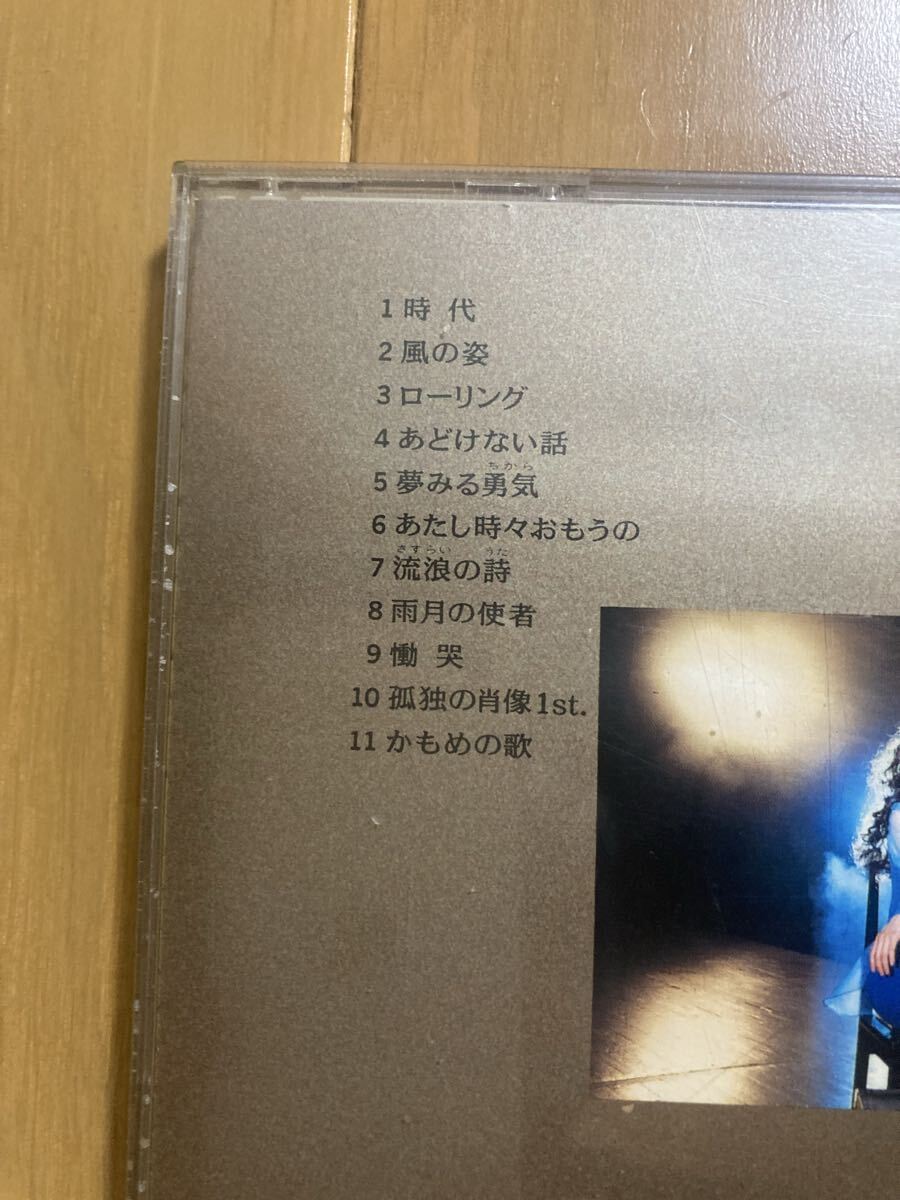 1 時 代
2 風の姿
3 ローリング
4 あどけない話
ちから
5 夢みる勇気
6 あたし時々おもうの
さすらい うた
7 流浪の詩
8 雨月の使者
9 慟 哭
10 孤独の肖像1st.
11 かもめの歌